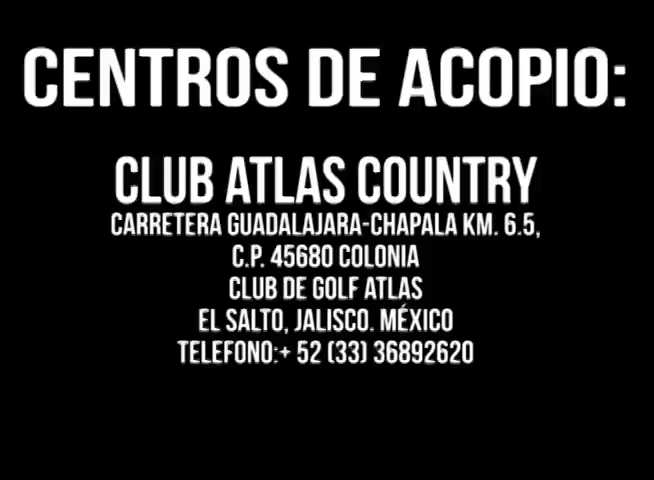 CENTROS DE ACOPIO:
CLUB ATLAS COUNTRY
CARRETERA GUADALAJARA-CHAPALA KM. 6.5,
C.P. 45680 COLONIA
CLUB DE GOLF ATLAS
EL SALTO, JALISCO. MÉXICO
TELEFONO:+ 52 (33) 36892620